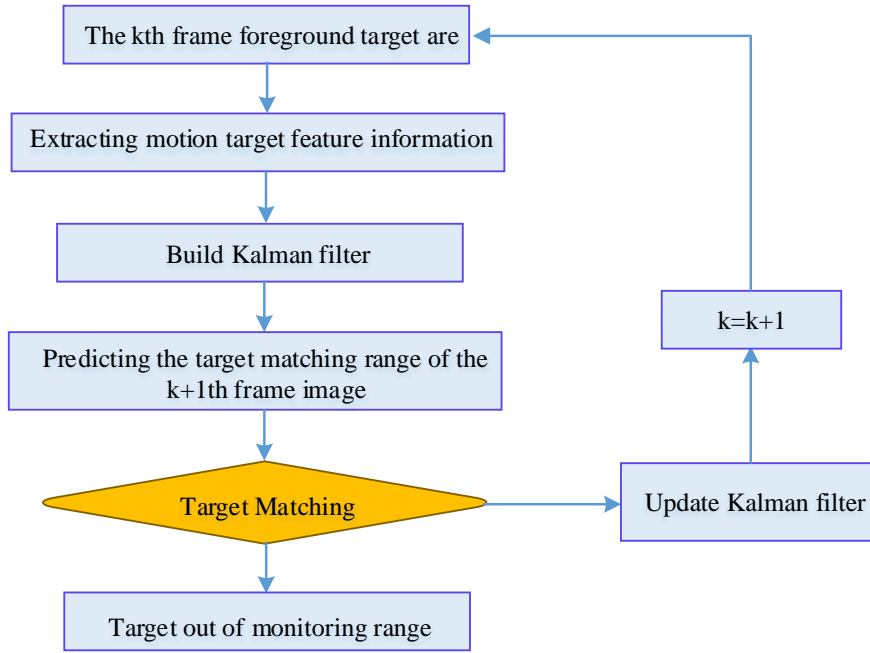 The kth frame foreground target are
Extracting motion target feature information
Build Kalman filter
k=k+1
Predicting the target matching range of the
k+1th frame image
Target Matching
Update Kalman filter
Target out of monitoring range